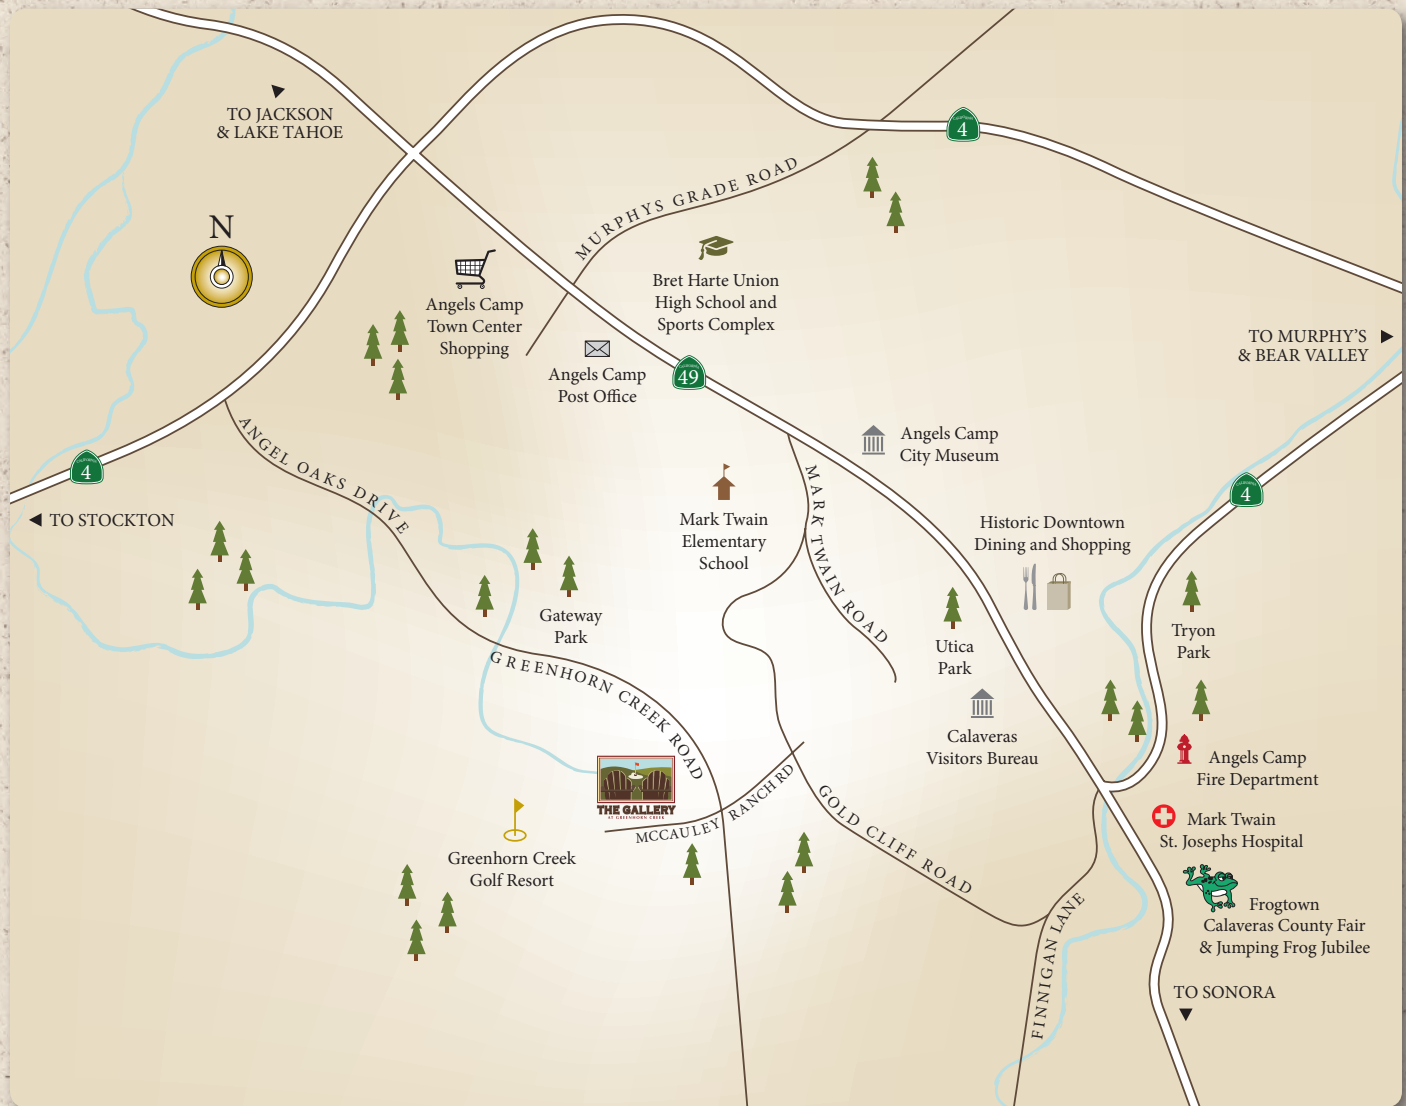 TO JACKSON
& LAKE TAHOE
N
4
MURPHYS GRADE ROAD
Bret Harte Union
High School and
Sports Complex
Angels Camp
Town Center
Shopping
Angels Camp
Post Office
49
TO MURPHY'S
& BEAR VALLEY
4
TO STOCKTON
ANGEL OAKS DRIVE
Angels Camp
City Museum
4
Mark Twain
Elementary
School
MARK TWAIN ROAD
Historic Downtown
Dining and Shopping
Gateway
Park
Utica
Park
Tryon
Park
GREENHORN CREEK ROAD
Calaveras
Visitors Bureau
Angels Camp
Fire Department
THE GALLERY
AT GREENHORN CREEK
MCCAULEY RANCH RD
GOLD CLIFF ROAD
Mark Twain
St. Josephs Hospital
Greenhorn Creek
Golf Resort
Frogtown
Calaveras County Fair
& Jumping Frog Jubilee
FINNIGAN LANE
TO SONORA